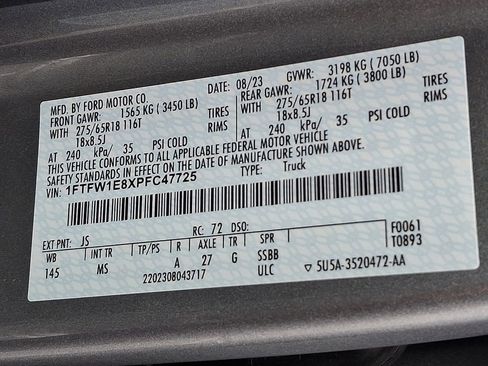 MFD. BY FORD MOTOR CO.
08/23 GVWR: 3198 KG (7050 LB)
FRONT GAWR: 1565 KG (3450 LB) REAR GAWR: 1724 KG (3800 LB)
WITH 275/65R18 116T TIRES WITH 275/65R18 116T TIRES
18x8.5J RIMS 18x8.5J RIMS
AT 240 kPa/ 35 PSI COLD AT 240 kPa/ 35 PSI COLD
THIS VEHICLE CONFORMS TO ALL APPLICABLE FEDERAL MOTOR VEHICLE
SAFETY STANDARDS IN EFFECT ON THE DATE OF MANUFACTURE SHOWN ABOVE.
VIN: 1FTFW1E8XPFC47725 TYPE: Truck
EXT PNT: JS RC: 72 DSO: F0061
WB INT TR TP/PS R AXLE TR SPR T0893
145 MS A 27 G SSBB
2202308043717 ULC ▽ 5U5A-3520472-AA